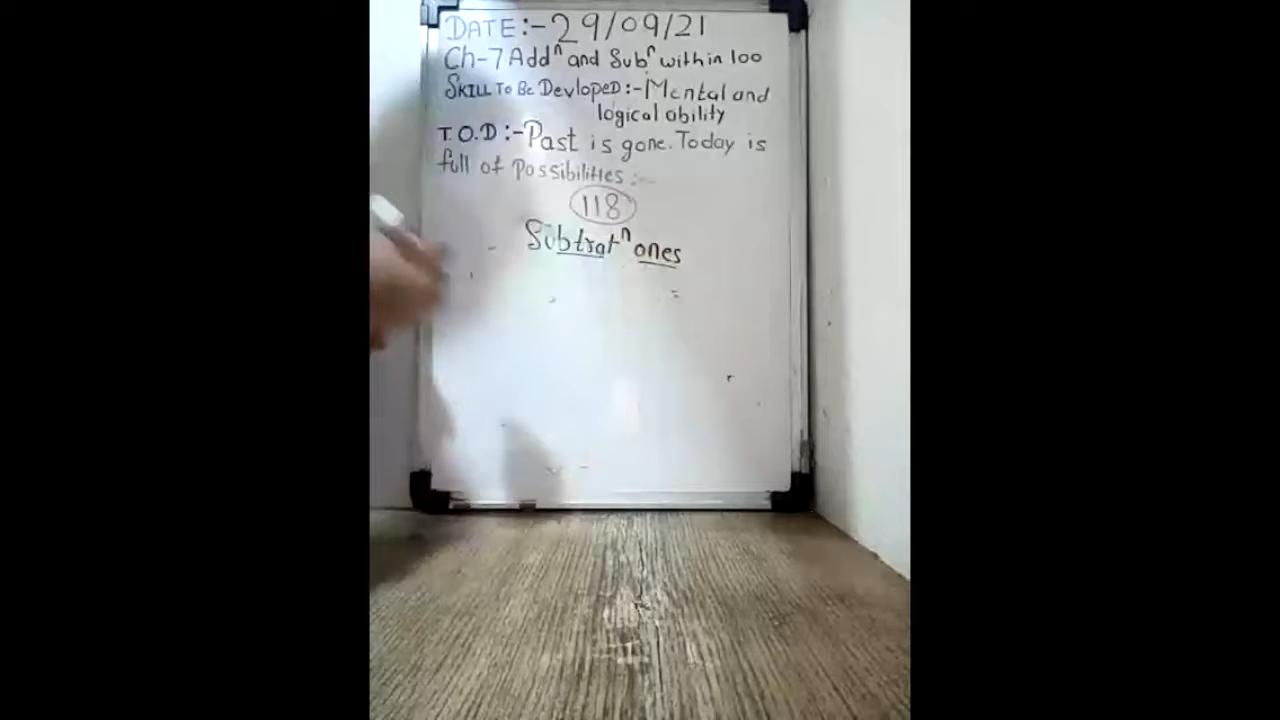 DATE:- 29/09/21
Ch-7 Addⁿ and Subⁿ within 100
SKILL To Be DevloPeD:- Mental and
logical ability
T.O.D:- Past is gone. Today is
full of Possibilities:-
118
Subtratⁿ ones